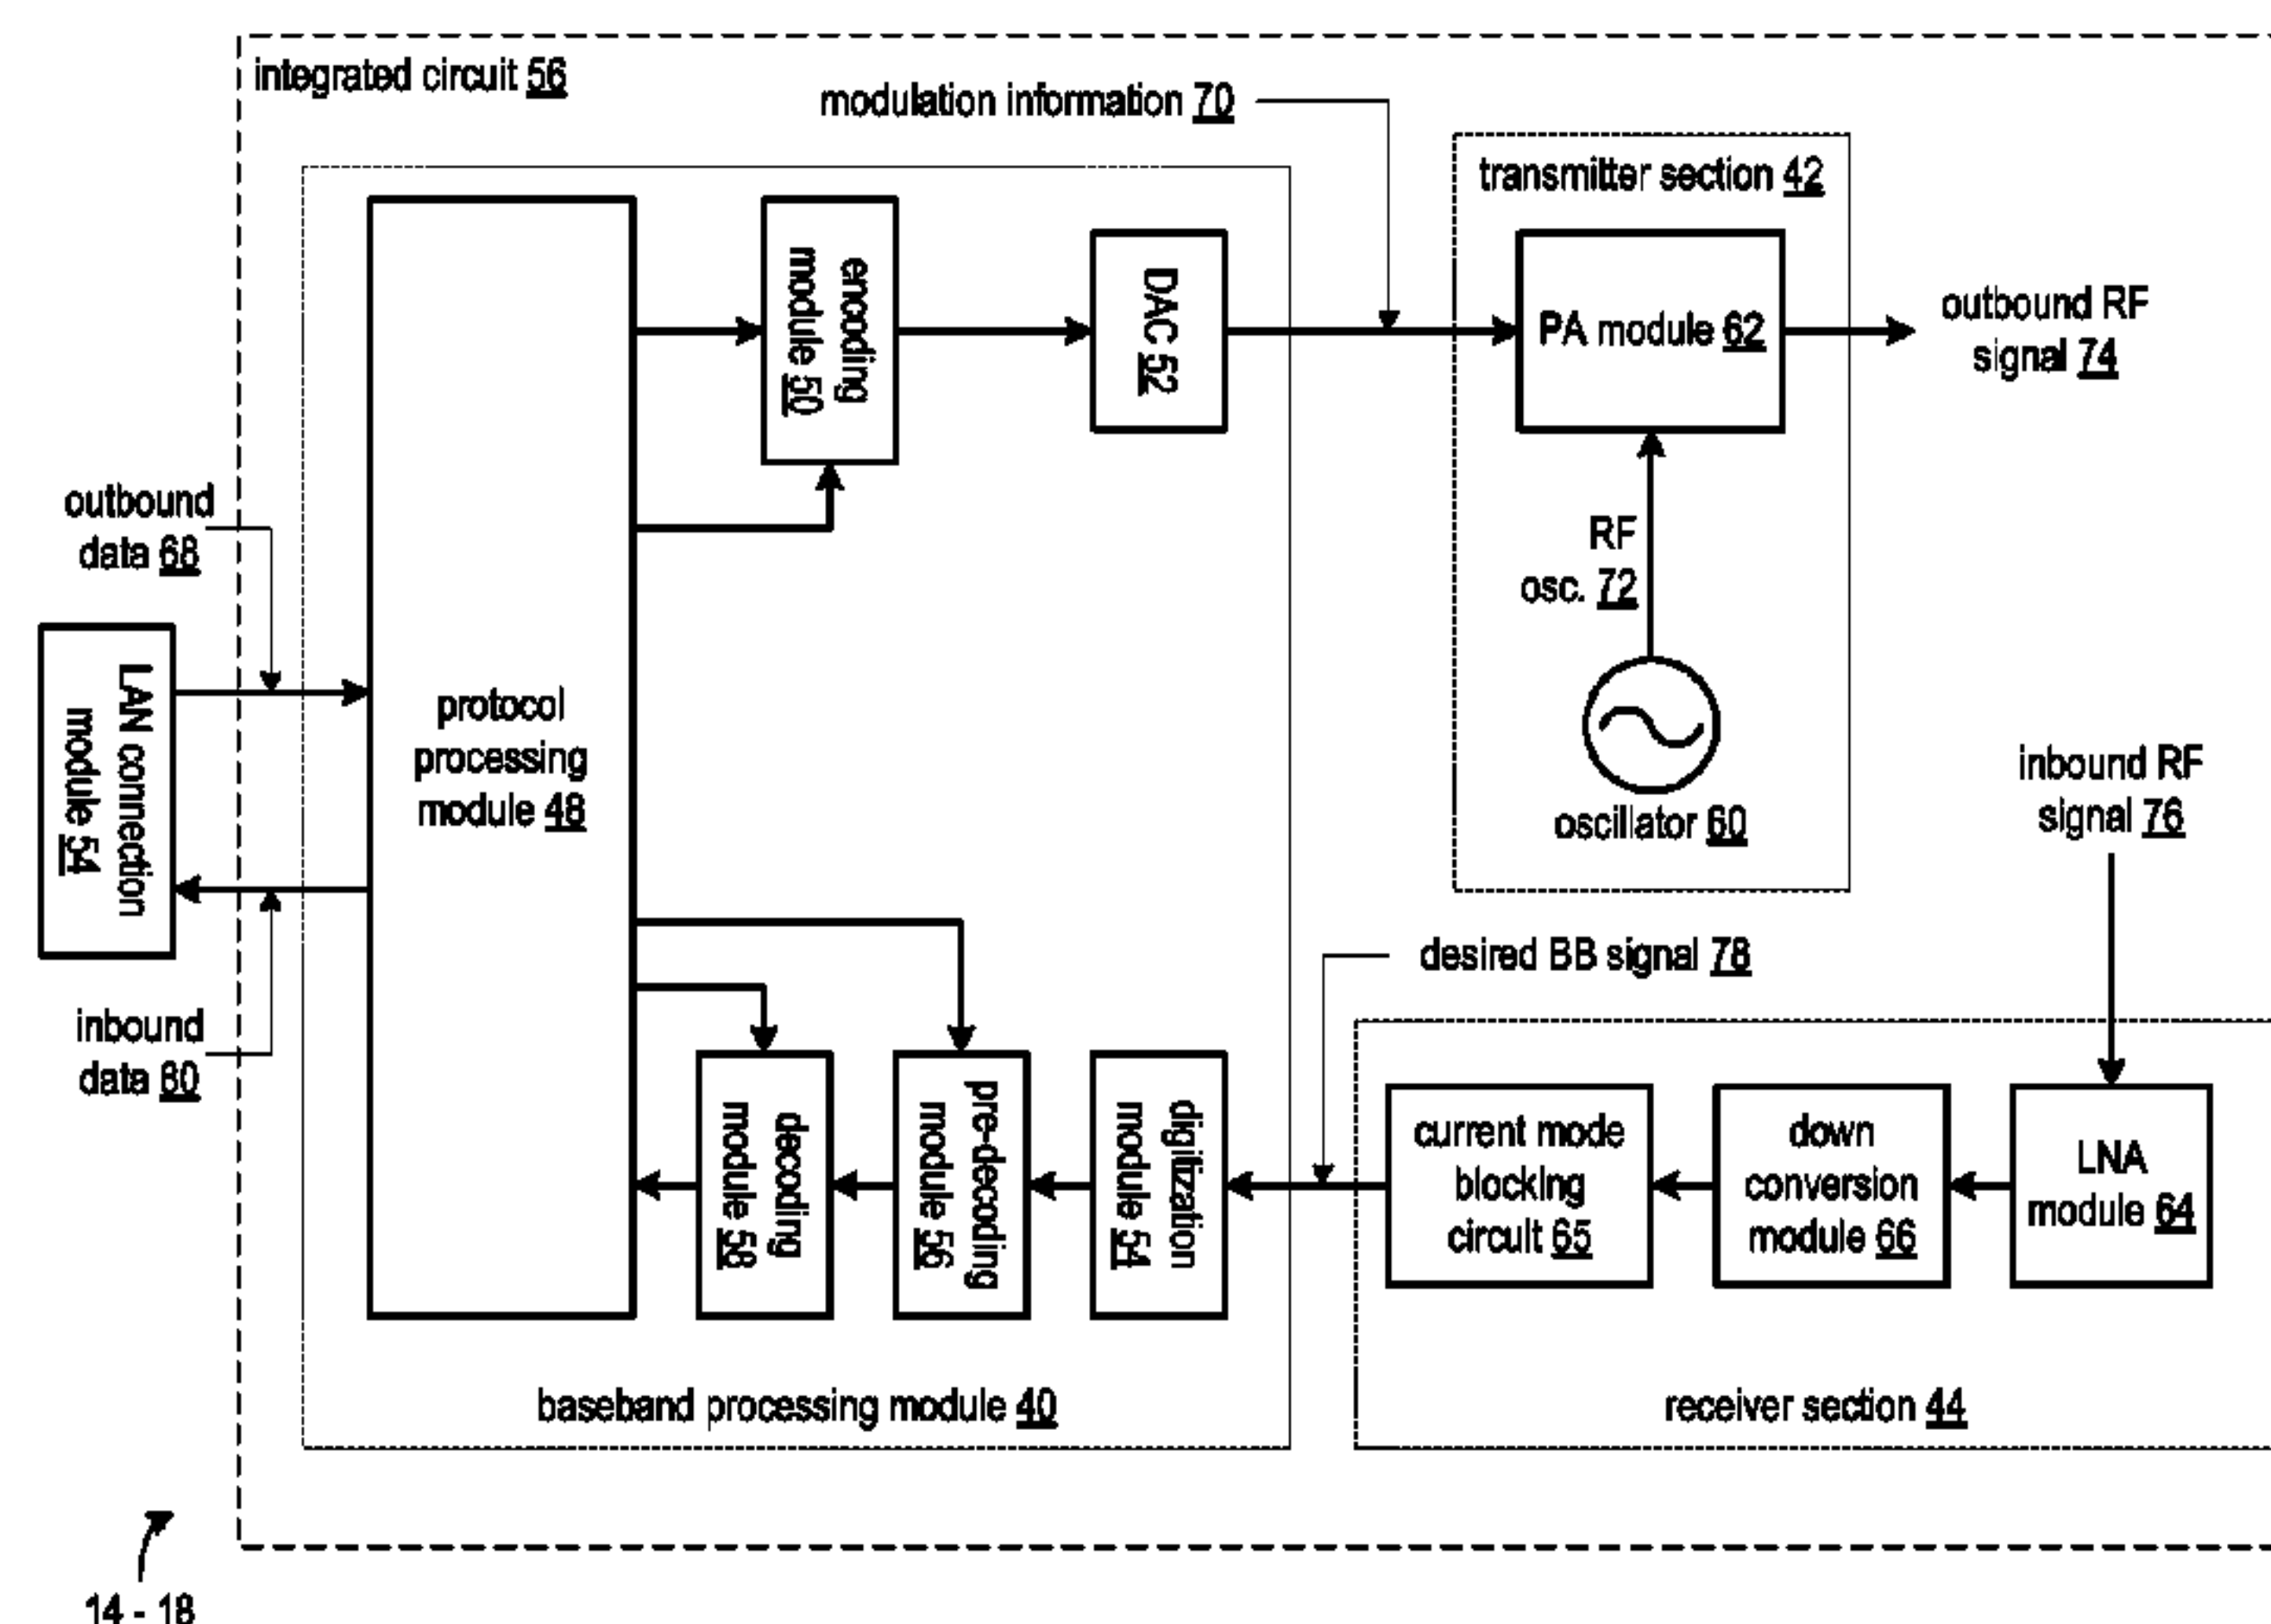 integrated circuit 56
modulation information 70
transmitter section 42
encoding
module 50
DAC 52
PA module 62
outbound RF
signal 74
outbound
data 68
RF
osc. 72
LAN connection
module 54
protocol
processing
module 48
oscillator 60
inbound RF
signal 76
desired BB signal 78
inbound
data 80
decoding
module 58
pre-decoding
module 56
digitization
module 54
current mode
blocking
circuit 65
down
conversion
module 66
LNA
module 64
baseband processing module 40
receiver section 44
14 - 18